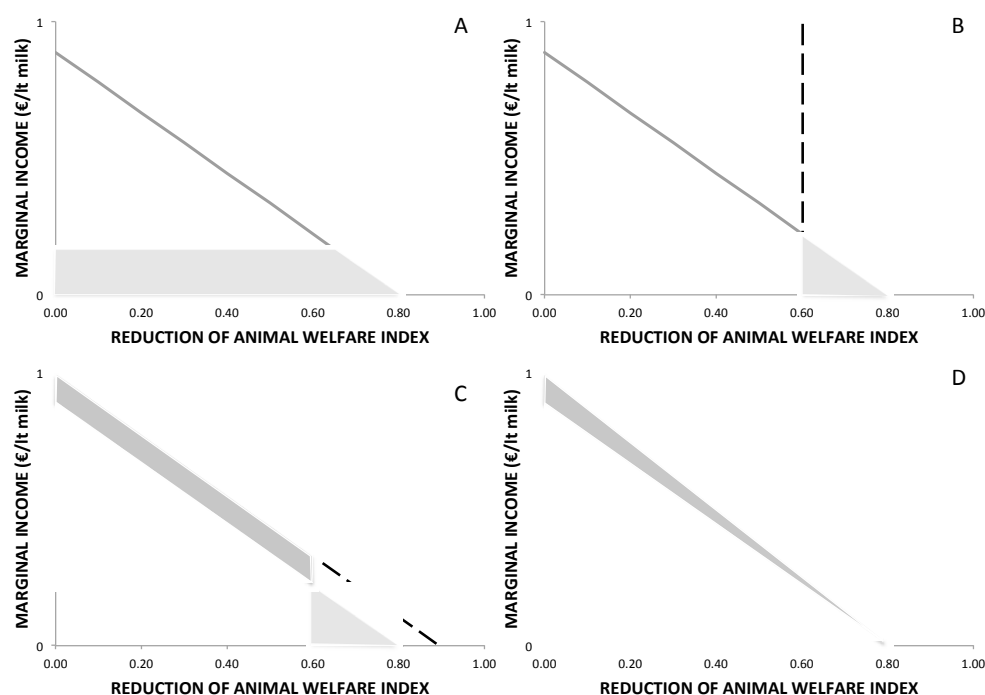 A
MARGINAL INCOME (€/lt milk)
1
0
0.00 0.20 0.40 0.60 0.80 1.00
REDUCTION OF ANIMAL WELFARE INDEX
B
MARGINAL INCOME (€/lt milk)
1
0
0.00 0.20 0.40 0.60 0.80 1.00
REDUCTION OF ANIMAL WELFARE INDEX
C
MARGINAL INCOME (€/lt milk)
1
0
0.00 0.20 0.40 0.60 0.80 1.00
REDUCTION OF ANIMAL WELFARE INDEX
D
MARGINAL INCOME (€/lt milk)
1
0
0.00 0.20 0.40 0.60 0.80 1.00
REDUCTION OF ANIMAL WELFARE INDEX